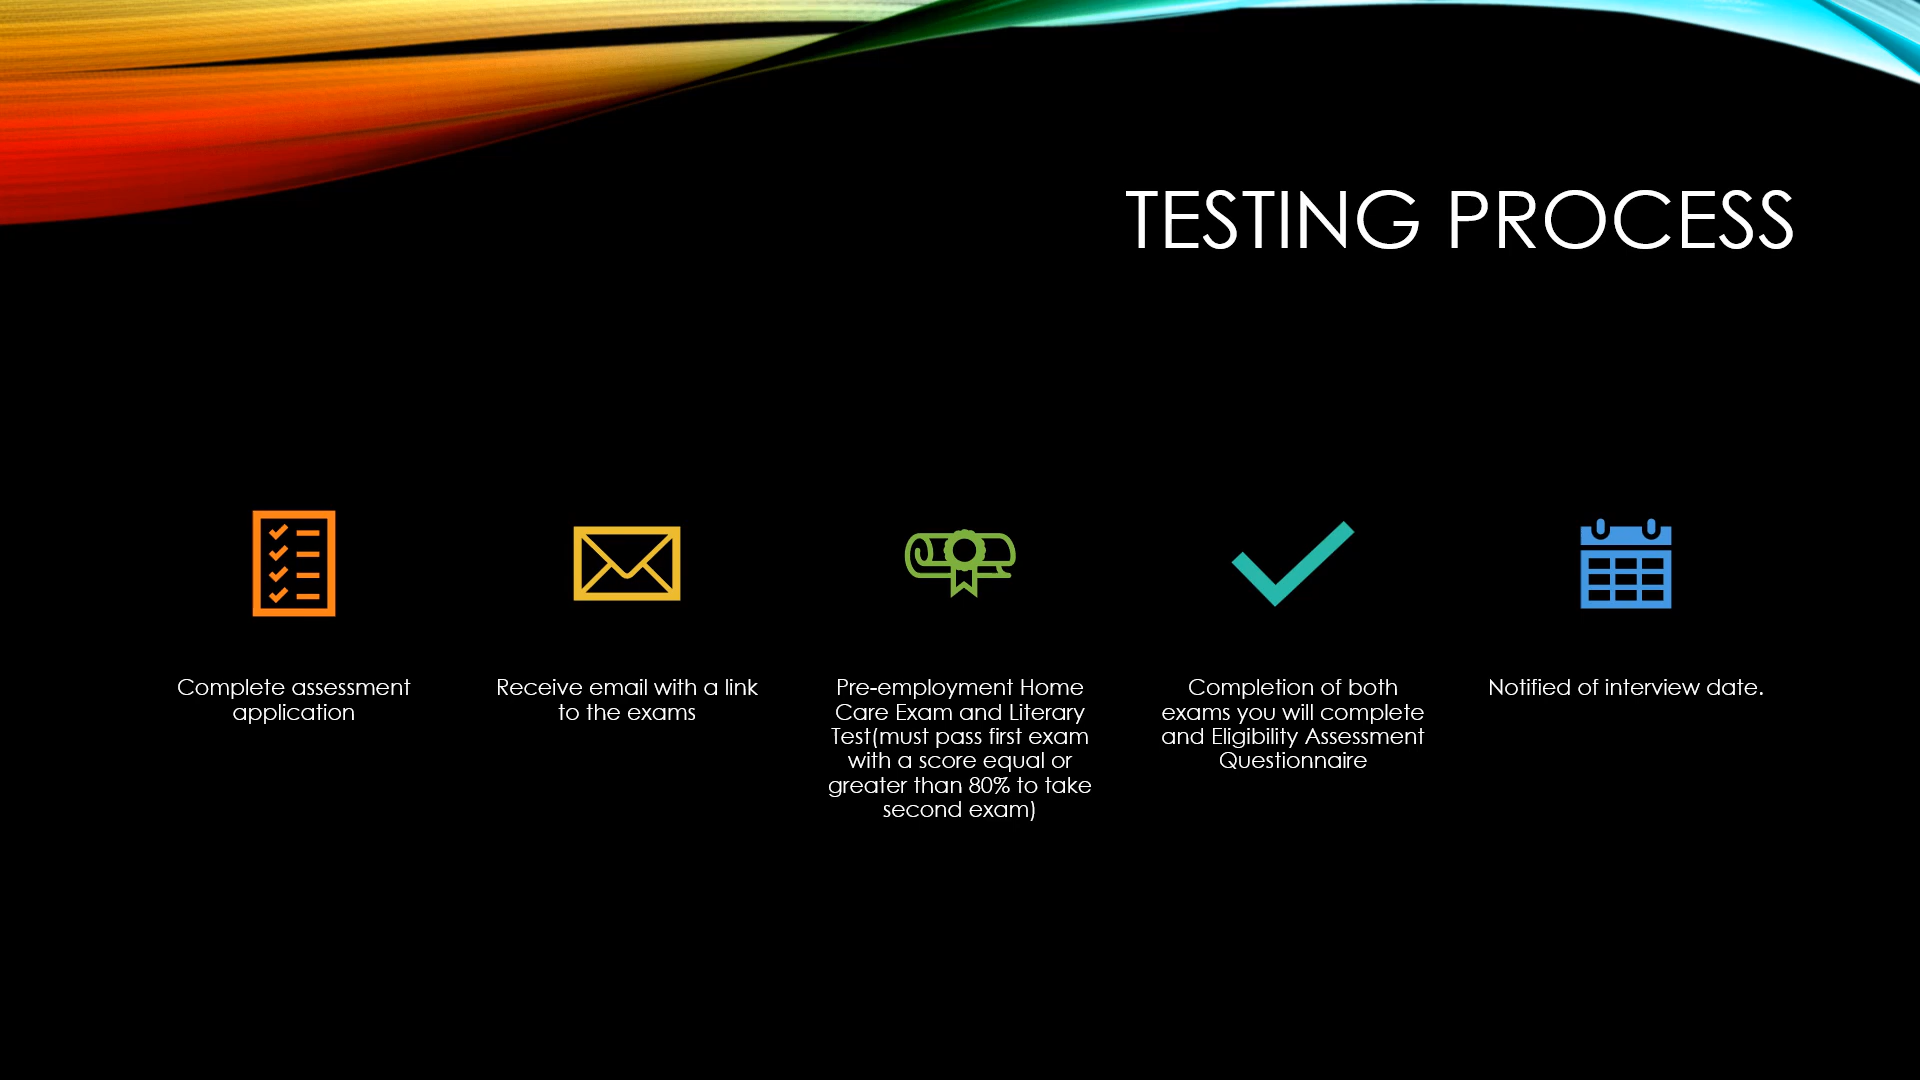 TESTING PROCESS
Complete assessment
application
Receive email with a link
to the exams
Pre-employment Home
Care Exam and Literary
Test(must pass first exam
with a score equal or
greater than 80% to take
second exam)
Completion of both
exams you will complete
and Eligibility Assessment
Questionnaire
Notified of interview date.